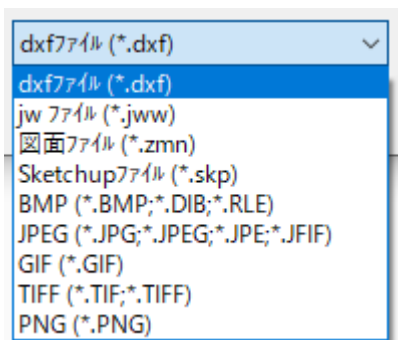 dxfﾌｧｲﾙ (*.dxf)
dxfﾌｧｲﾙ (*.dxf)
jw ﾌｧｲﾙ (*.jww)
図面ﾌｧｲﾙ (*.zmn)
Sketchupﾌｧｲﾙ (*.skp)
BMP (*.BMP;*.DIB;*.RLE)
JPEG (*.JPG;*.JPEG;*.JPE;*.JFIF)
GIF (*.GIF)
TIFF (*.TIF;*.TIFF)
PNG (*.PNG)